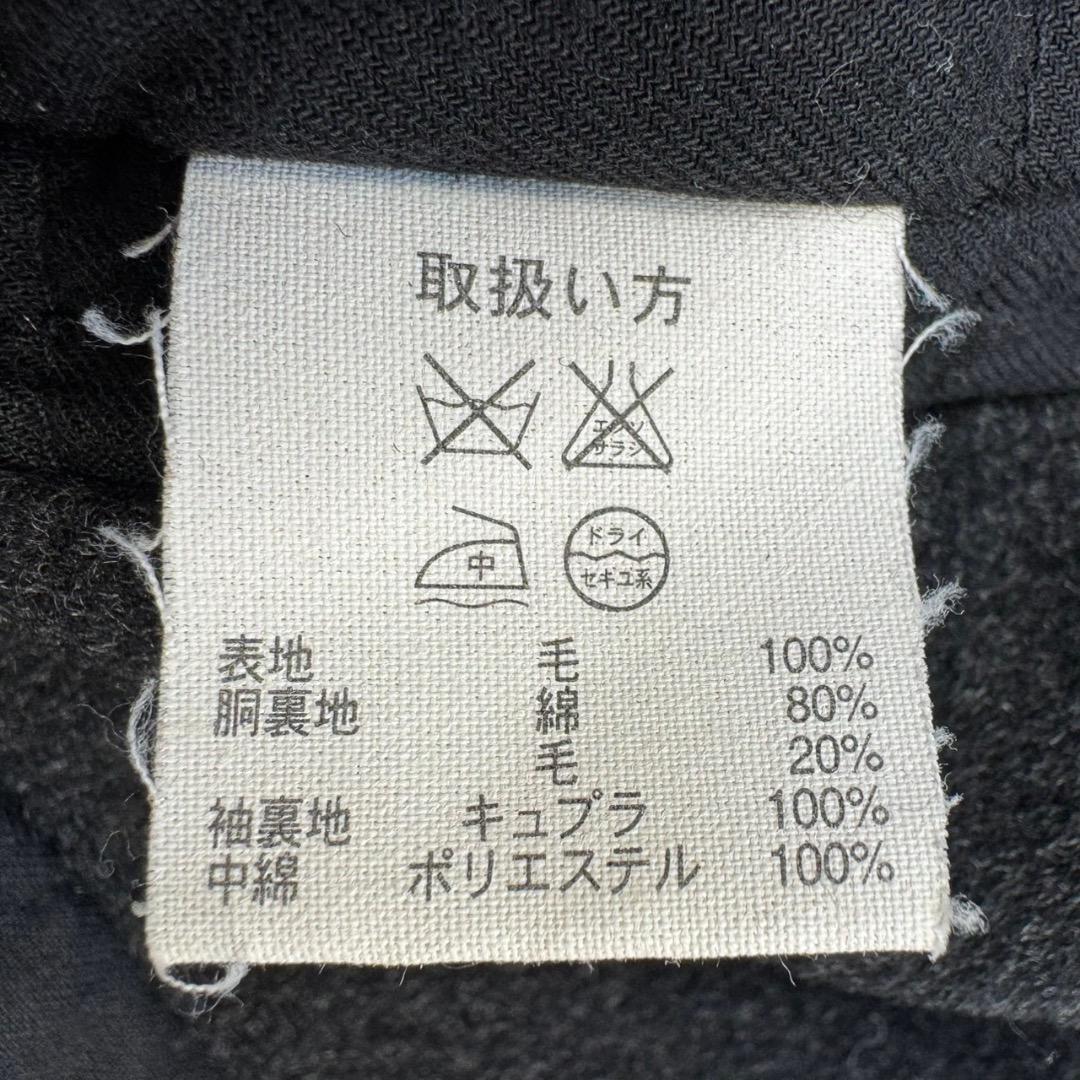 取扱い方
エンソ
サラシ
中
ドライ
セキユ系
表地 毛 100%
胴裏地 綿 80%
毛 20%
袖裏地 キュプラ 100%
中綿 ポリエステル 100%